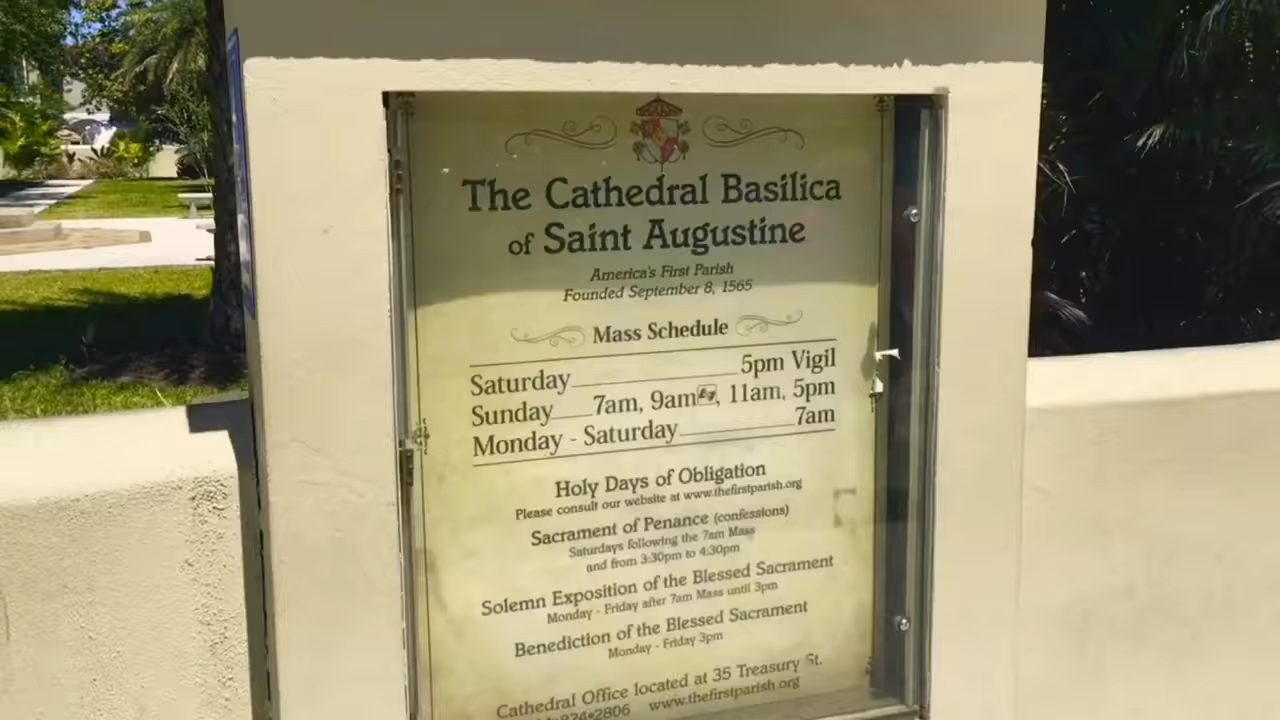 The Cathedral Basilica
of Saint Augustine
America's First Parish
Founded September 8, 1565
Mass Schedule
Saturday 5pm Vigil
Sunday 7am, 9am, 11am, 5pm
Monday - Saturday 7am
Holy Days of Obligation
Please consult our website at www.thefirstparish.org
Sacrament of Penance (confessions)
Saturdays following the 7am Mass
and from 3:30pm to 4:30pm
Solemn Exposition of the Blessed Sacrament
Monday - Friday after 7am Mass until 3pm
Benediction of the Blessed Sacrament
Monday - Friday 3pm
Cathedral Office located at 35 Treasury St.
824•2806 www.thefirstparish.org